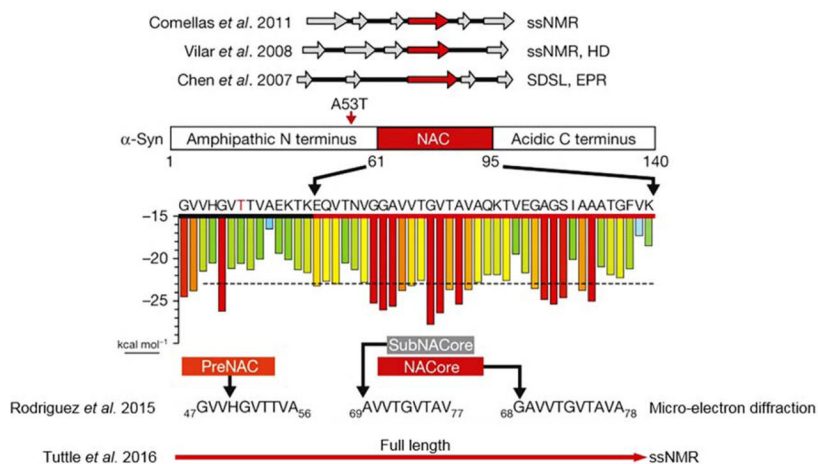 Comellas et al. 2011 ssNMR
Vilar et al. 2008 ssNMR, HD
Chen et al. 2007 SDSL, EPR
A53T
α-Syn Amphipathic N terminus NAC Acidic C terminus
1 61 95 140
GVVHGVTTVAEKTKEQVTNVGGAVVTGVTAVAQKTVEGAGSIAAATGFVK
−15
−20
−25
kcal mol⁻¹
SubNACore
PreNAC NACore
Rodriguez et al. 2015 ₄₇GVVHGVTTVA₅₆ ₆₉AVVTGVTAV₇₇ ₆₈GAVVTGVTAVA₇₈ Micro-electron diffraction
Full length
Tuttle et al. 2016 ssNMR